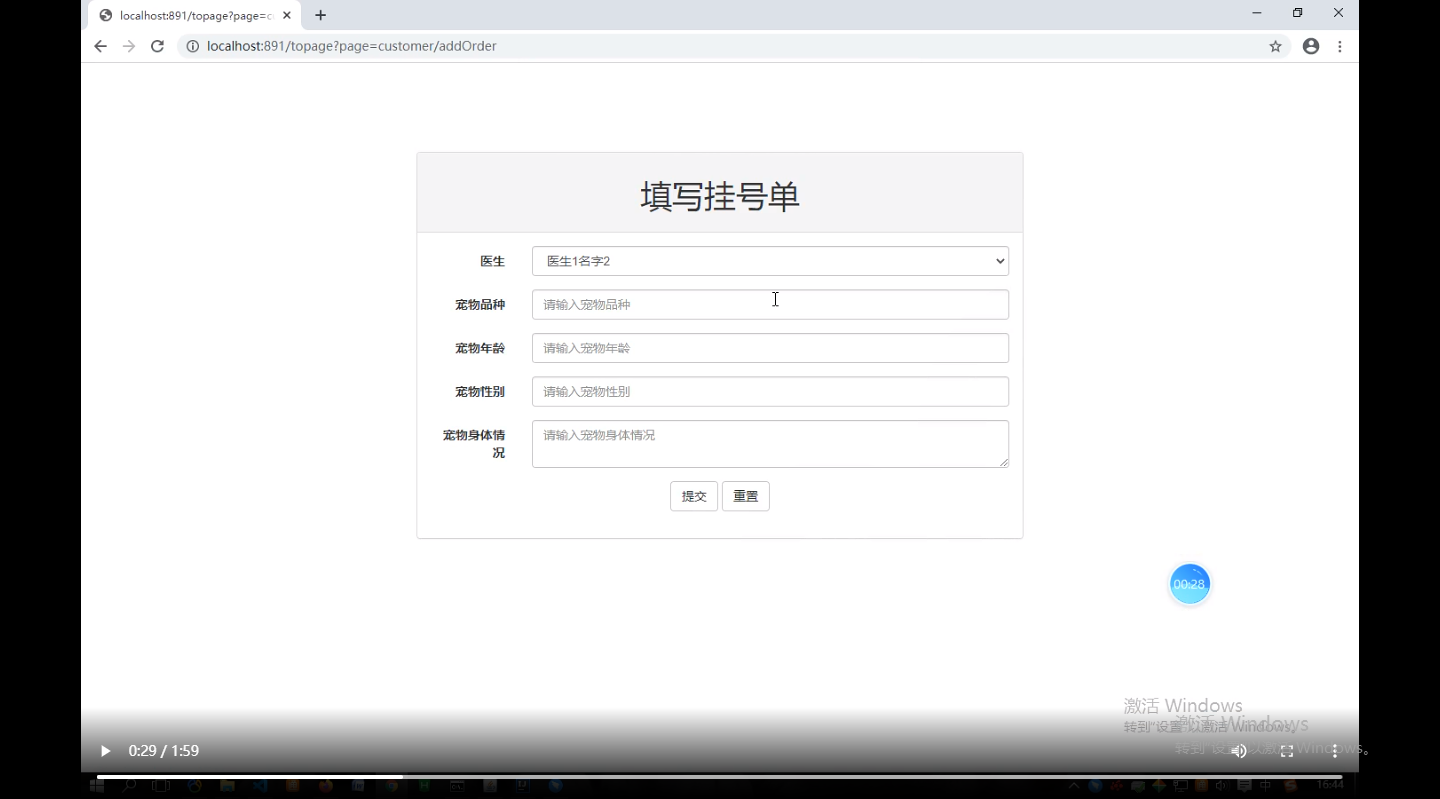 localhost:891/topage?page=c
localhost:891/topage?page=customer/addOrder
填写挂号单
医生
医生1名字2
宠物品种
请输入宠物品种
宠物年龄
请输入宠物年龄
宠物性别
请输入宠物性别
宠物身体情
况
请输入宠物身体情况
提交
重置
00:28
激活 Windows
转到"设置"以激活 Windows。
激活 Windows
转到"设置"以激活 Windows。
0:29 / 1:59
中
16:44